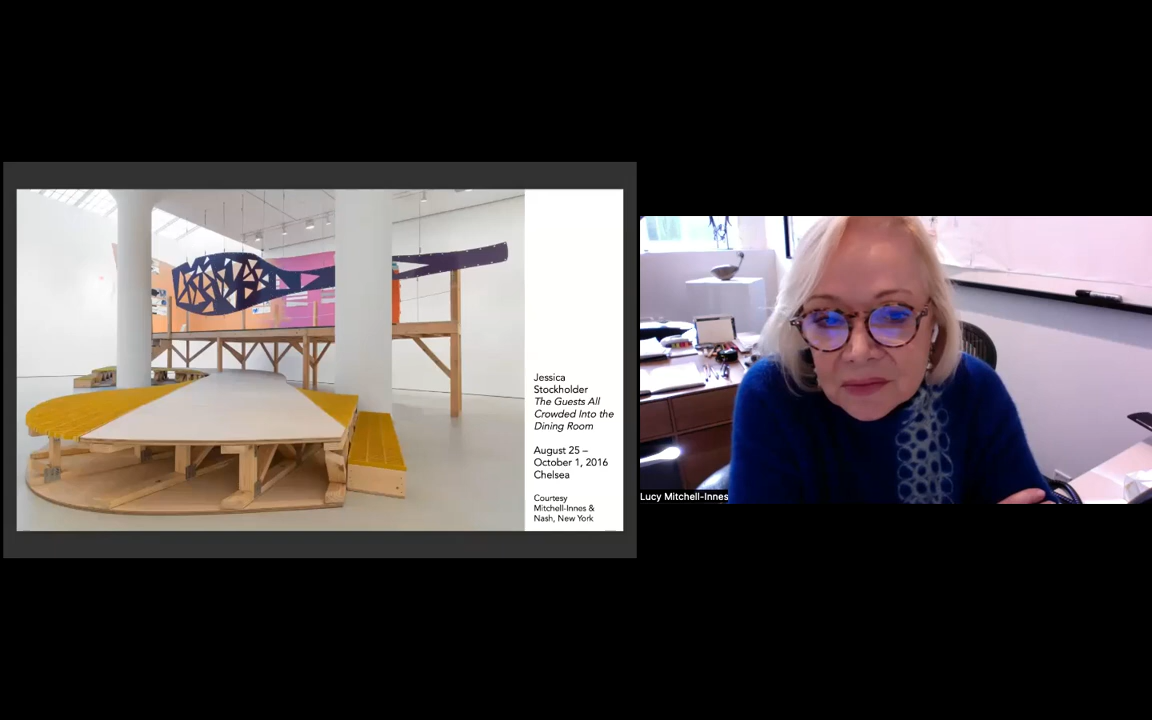 Jessica
Stockholder
The Guests All
Crowded Into the
Dining Room
August 25 –
October 1, 2016
Chelsea
Courtesy
Mitchell-Innes &
Nash, New York
Lucy Mitchell-Innes